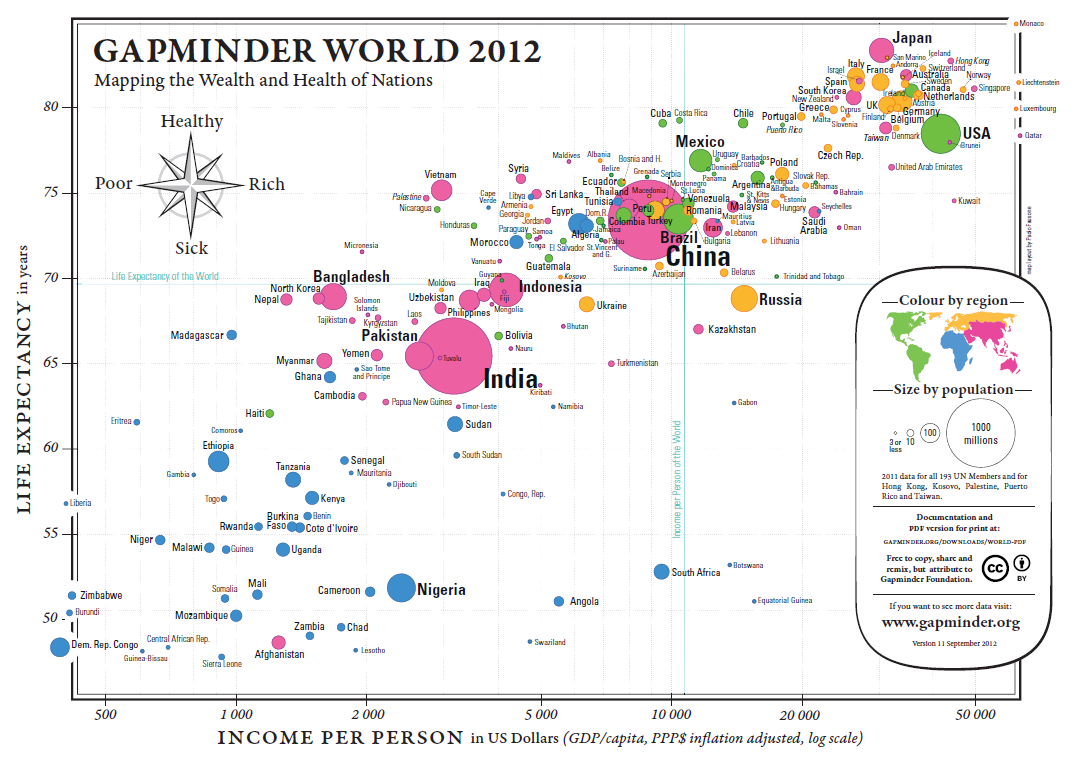 GAPMINDER WORLD 2012
Mapping the Wealth and Health of Nations
Healthy
Poor
Rich
Sick
LIFE EXPECTANCY in years
80
75
70
65
60
55
50
Life Expectancy of the World
Income per Person of the World
Monaco
Japan
San Marino
Iceland
Andorra
Hong Kong
Italy
Israel
France
Switzerland
Australia
Norway
Spain
Sweden
Singapore
Liechtenstein
South Korea
Canada
New Zealand
Ireland
Netherlands
Cuba
Costa Rica
Chile
Greece
Cyprus
UK
Austria
Germany
Luxembourg
Portugal
Malta
Slovenia
Finland
Belgium
Puerto Rico
Taiwan
Denmark
USA
Qatar
Brunei
Mexico
Czech Rep.
Maldives
Albania
Bosnia and H.
Uruguay
Barbados
Croatia
Poland
United Arab Emirates
Syria
Belize
Grenada
Serbia
Dominica
Panama
Vietnam
Ecuador
Montenegro
Argentina
Antigua
&Barbuda
Slovak Rep.
Bahamas
Bahrain
Palestine
Cape
Verde
Libya
Sri Lanka
Thailand
Macedonia
St.Lucia
St. Kitts
& Nevis
Estonia
Kuwait
Nicaragua
Armenia
Tunisia
Venezuela
Malaysia
Hungary
Seychelles
Georgia
Egypt
Dom.R.
Peru
Romania
Mauritius
Latvia
Saudi
Arabia
Oman
Honduras
Jordan
Colombia
Turkey
Iran
Lebanon
Paraguay
Samoa
Algeria
Jamaica
Brazil
Bulgaria
Lithuania
Micronesia
Morocco
Tonga
El Salvador
St.Vincent
and G.
Palau
China
Vanuatu
Guatemala
Suriname
Azerbaijan
Belarus
Trinidad and Tobago
Bangladesh
Guyana
Kosovo
North Korea
Moldova
Iraq
Indonesia
Nepal
Solomon
Islands
Uzbekistan
Fiji
Ukraine
Russia
Tajikistan
Kyrgyzstan
Laos
Philippines
Mongolia
Madagascar
Pakistan
Bolivia
Bhutan
Kazakhstan
Myanmar
Yemen
Tuvalu
Nauru
Turkmenistan
Ghana
Sao Tome
and Principe
India
Kiribati
Cambodia
Papua New Guinea
Timor-Leste
Namibia
Gabon
Eritrea
Haiti
Comoros
Sudan
Ethiopia
South Sudan
Gambia
Tanzania
Senegal
Mauritania
Djibouti
Liberia
Togo
Kenya
Congo, Rep.
Rwanda
Burkina
Faso
Benin
Cote d'Ivoire
Niger
Malawi
Guinea
Uganda
South Africa
Botswana
Zimbabwe
Somalia
Mali
Cameroon
Nigeria
Angola
Equatorial Guinea
Burundi
Mozambique
Zambia
Chad
Dem. Rep. Congo
Central African Rep.
Guinea-Bissau
Sierra Leone
Afghanistan
Lesotho
Swaziland
Colour by region
Size by population
3 or
less
10
100
1000
millions
2011 data for all 193 UN Members and for
Hong Kong, Kosovo, Palestine, Puerto
Rico and Taiwan.
Documentation and
PDF version for print at:
GAPMINDER.ORG/DOWNLOADS/WORLD-PDF
Free to copy, share and
remix, but attribute to
Gapminder Foundation.
CC
BY
If you want to see more data visit:
www.gapminder.org
Version 11 September 2012
500
1 000
2 000
5 000
10 000
20 000
50 000
INCOME PER PERSON in US Dollars (GDP/capita, PPP$ inflation adjusted, log scale)